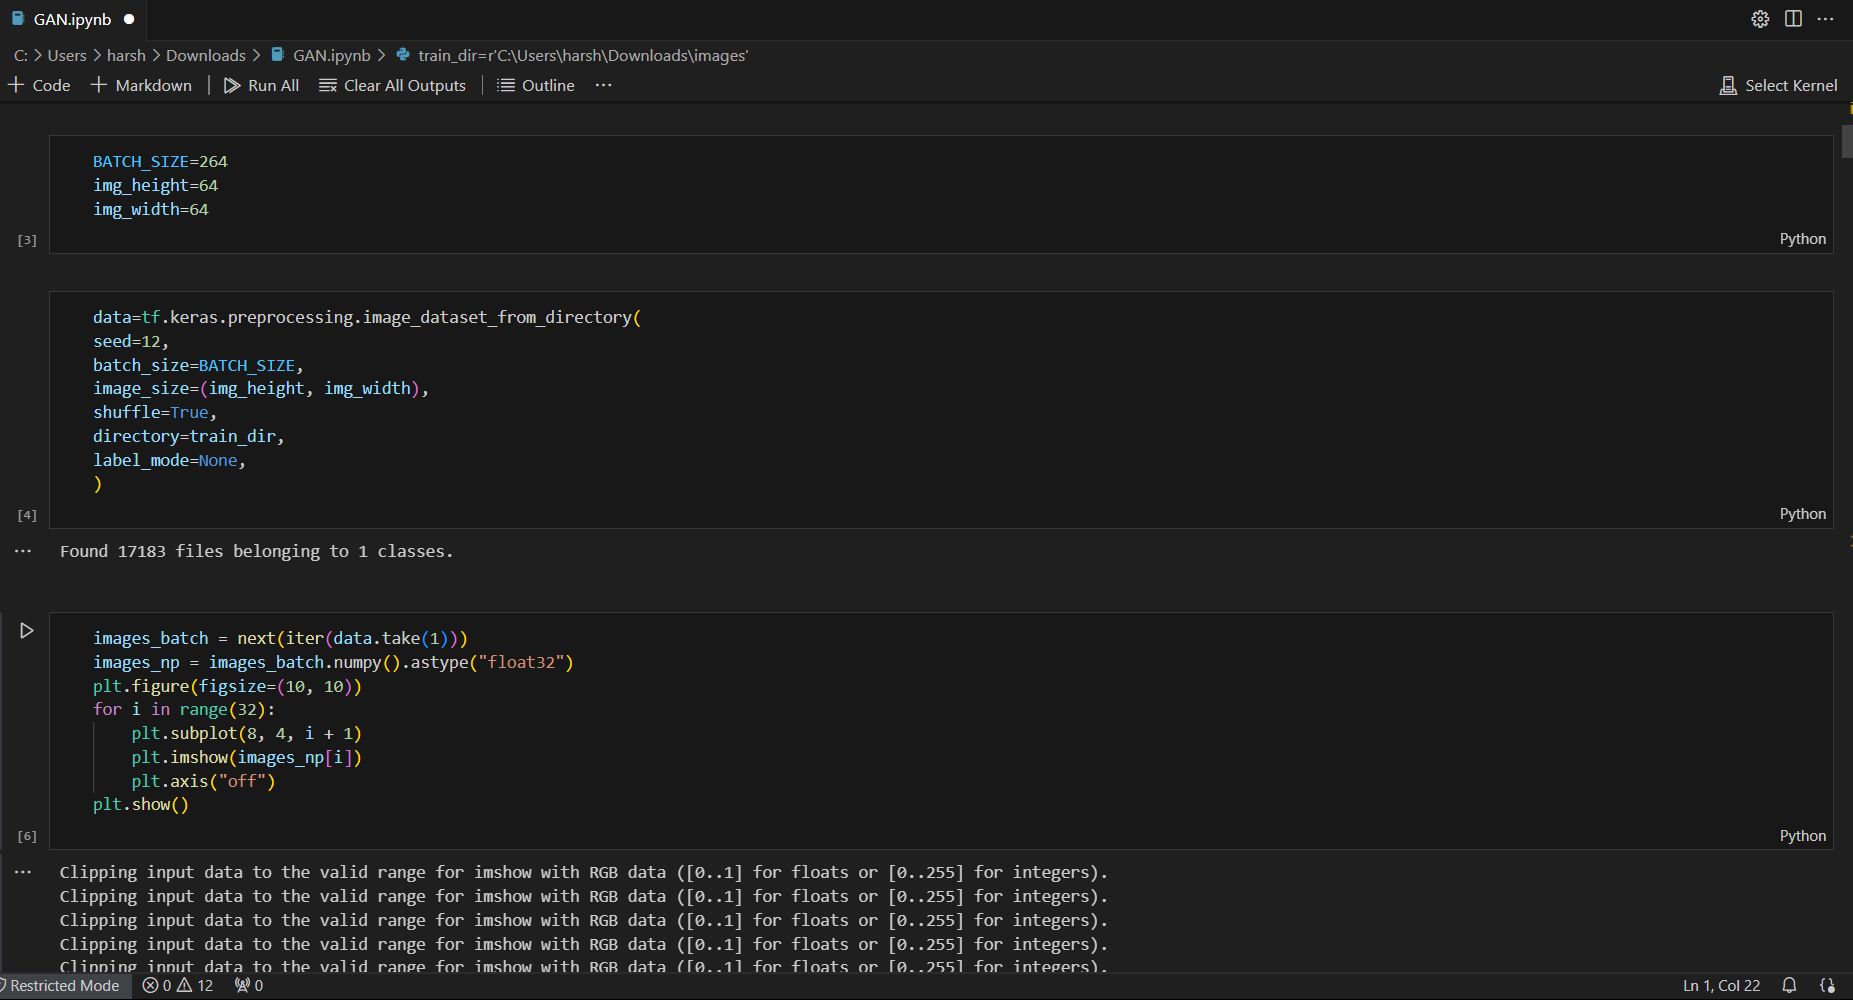 GAN.ipynb
C: > Users > harsh > Downloads > GAN.ipynb > train_dir=r'C:\Users\harsh\Downloads\images'
+ Code + Markdown | Run All Clear All Outputs | Outline ···
Select Kernel
BATCH_SIZE=264
img_height=64
img_width=64
[3]
Python
data=tf.keras.preprocessing.image_dataset_from_directory(
seed=12,
batch_size=BATCH_SIZE,
image_size=(img_height, img_width),
shuffle=True,
directory=train_dir,
label_mode=None,
)
[4]
Python
Found 17183 files belonging to 1 classes.
images_batch = next(iter(data.take(1)))
images_np = images_batch.numpy().astype("float32")
plt.figure(figsize=(10, 10))
for i in range(32):
    plt.subplot(8, 4, i + 1)
    plt.imshow(images_np[i])
    plt.axis("off")
plt.show()
[6]
Python
Clipping input data to the valid range for imshow with RGB data ([0..1] for floats or [0..255] for integers).
Clipping input data to the valid range for imshow with RGB data ([0..1] for floats or [0..255] for integers).
Clipping input data to the valid range for imshow with RGB data ([0..1] for floats or [0..255] for integers).
Clipping input data to the valid range for imshow with RGB data ([0..1] for floats or [0..255] for integers).
Clipping input data to the valid range for imshow with RGB data ([0..1] for floats or [0..255] for integers).
Restricted Mode 0 12 0
Ln 1, Col 22